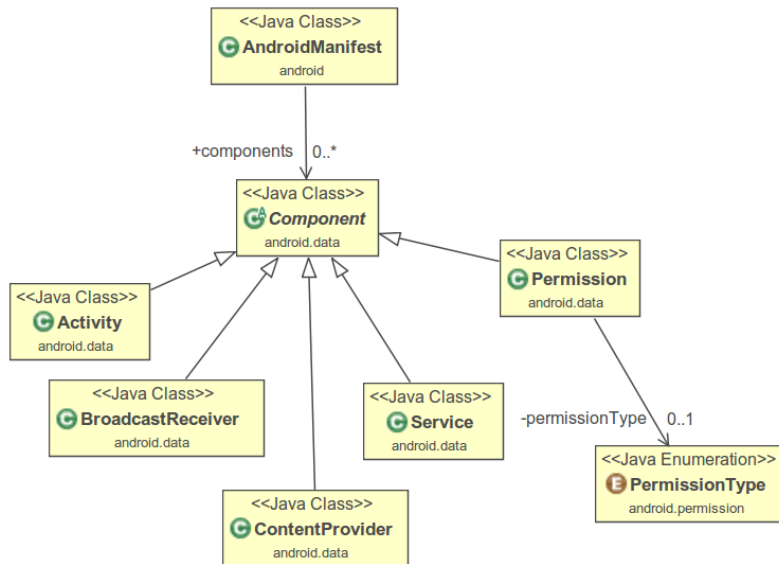 <<Java Class>>
AndroidManifest
android
+components 0..*
<<Java Class>>
Component
android.data
<<Java Class>>
Permission
android.data
<<Java Class>>
Activity
android.data
<<Java Class>>
BroadcastReceiver
android.data
<<Java Class>>
Service
android.data
-permissionType 0..1
<<Java Enumeration>>
PermissionType
android.permission
<<Java Class>>
ContentProvider
android.data